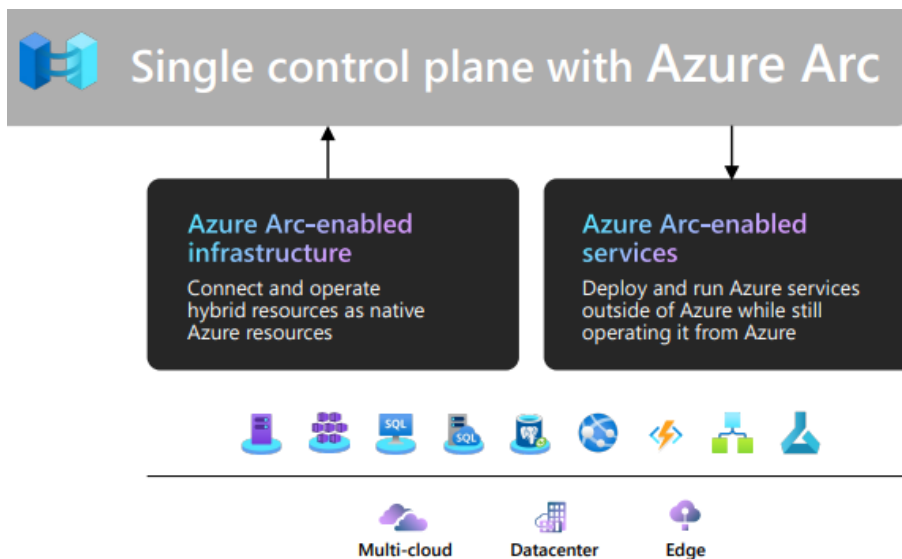 Single control plane with Azure Arc
Azure Arc-enabled
infrastructure
Connect and operate
hybrid resources as native
Azure resources
Azure Arc-enabled
services
Deploy and run Azure services
outside of Azure while still
operating it from Azure
SQL
SQL
Multi-cloud
Datacenter
Edge